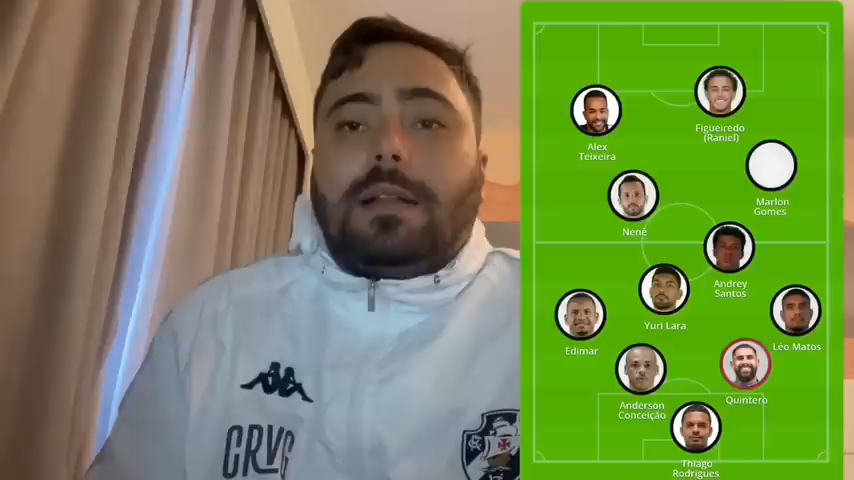 Alex
Teixeira
Figueiredo
(Raniel)
Marlon
Gomes
Nenê
Andrey
Santos
Yuri Lara
Edimar
Léo Matos
Anderson
Conceição
Quintero
Thiago
Rodrigues
CRVG